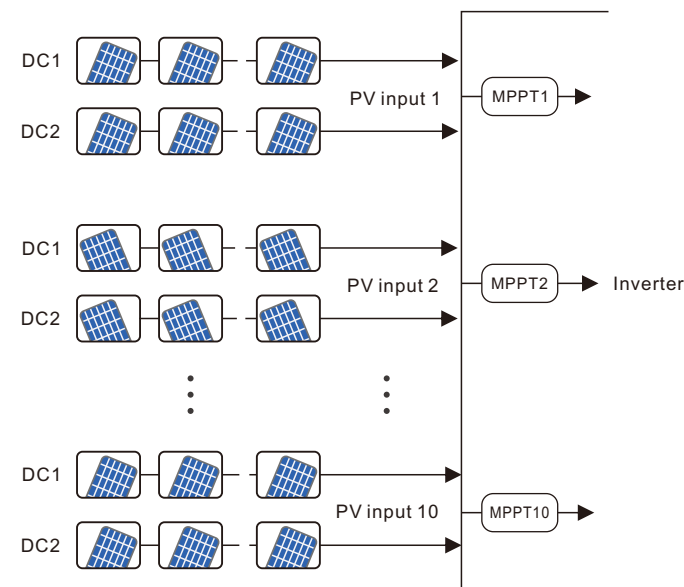 DC1
PV input 1
MPPT1
DC2
DC1
PV input 2
MPPT2
Inverter
DC2
DC1
PV input 10
MPPT10
DC2